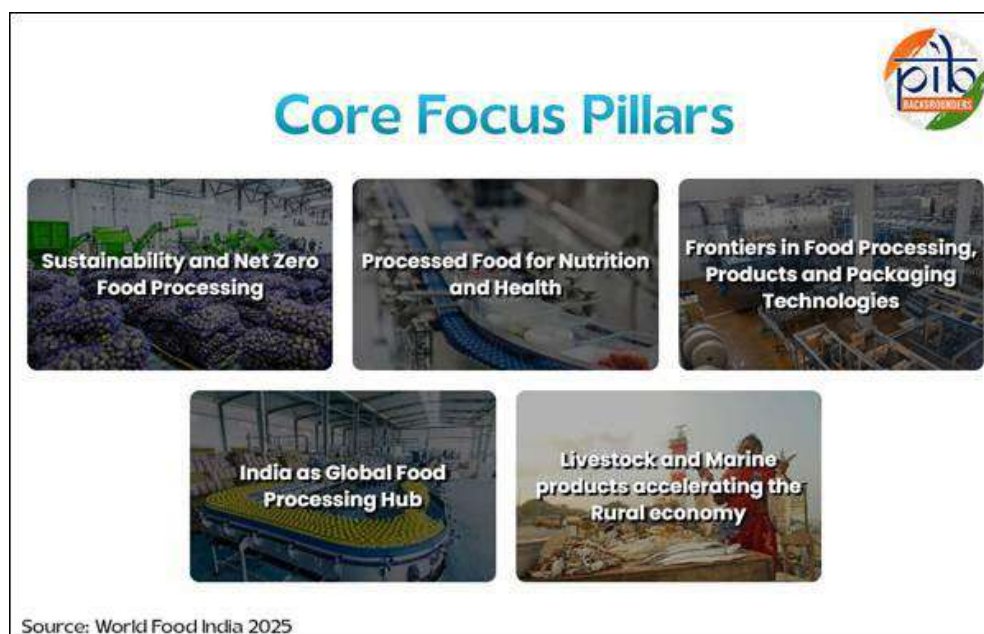 pib
BACKGROUNDERS
Core Focus Pillars
Sustainability and Net Zero
Food Processing
Processed Food for Nutrition
and Health
Frontiers in Food Processing,
Products and Packaging
Technologies
India as Global Food
Processing Hub
Livestock and Marine
products accelerating the
Rural economy
Source: World Food India 2025